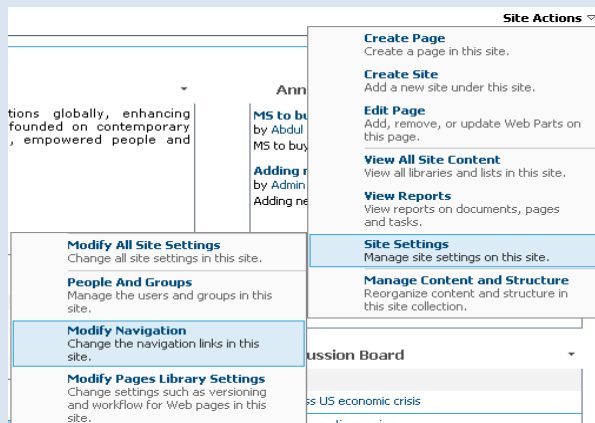 Site Actions
Create Page
Create a page in this site.
Create Site
Add a new site under this site.
Edit Page
Add, remove, or update Web Parts on
this page.
View All Site Content
View all libraries and lists in this site.
View Reports
View reports on documents, pages
and tasks.
Site Settings
Manage site settings on this site.
Manage Content and Structure
Reorganize content and structure in
this site collection.
Ann
tions globally, enhancing
founded on contemporary
, empowered people and
MS to bu
by Abdul
MS to buy
Adding n
by Admin
Adding ne
Modify All Site Settings
Change all site settings in this site.
People And Groups
Manage the users and groups in this
site.
Modify Navigation
Change the navigation links in this
site.
Modify Pages Library Settings
Change settings such as versioning
and workflow for Web pages in this
site.
ussion Board
ss US economic crisis